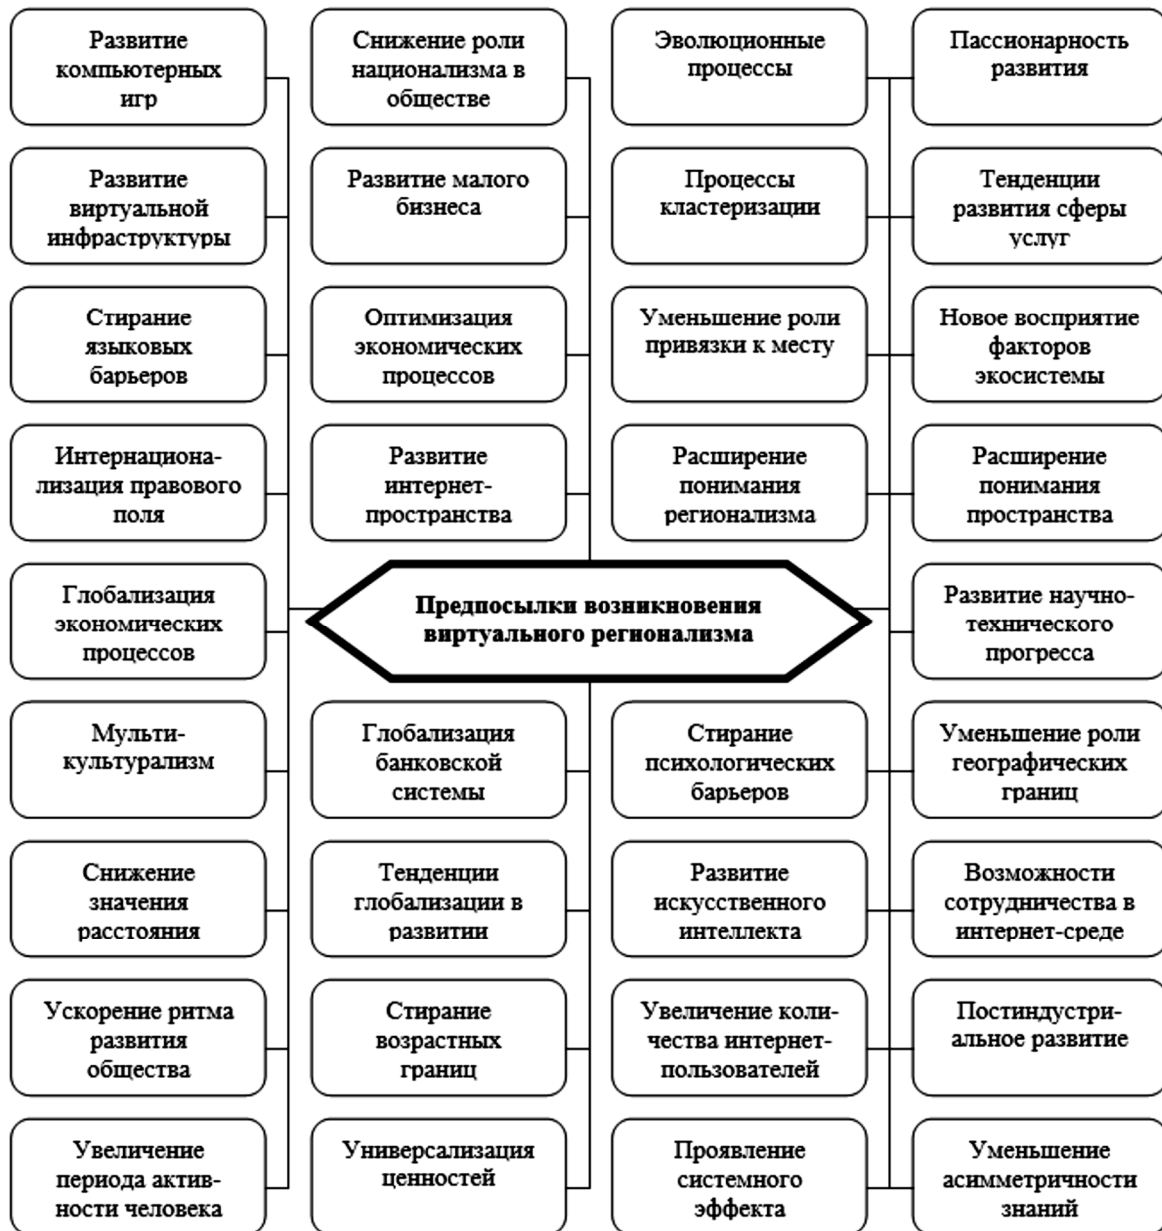 Развитие
компьютерных
игр
Снижение роли
национализма в
обществе
Эволюционные
процессы
Пассионарность
развития
Развитие
виртуальной
инфраструктуры
Развитие малого
бизнеса
Процессы
кластеризации
Тенденции
развития сферы
услуг
Стирание
языковых
барьеров
Оптимизация
экономических
процессов
Уменьшение роли
привязки к месту
Новое восприятие
факторов
экосистемы
Интернациона-
лизация правового
поля
Развитие
интернет-
пространства
Расширение
понимания
регионализма
Расширение
понимания
пространства
Глобализация
экономических
процессов
Предпосылки возникновения
виртуального регионализма
Развитие научно-
технического
прогресса
Мульти-
культурализм
Глобализация
банковской
системы
Стирание
психологических
барьеров
Уменьшение роли
географических
границ
Снижение
значения
расстояния
Тенденции
глобализации в
развитии
Развитие
искусственного
интеллекта
Возможности
сотрудничества в
интернет-среде
Ускорение ритма
развития
общества
Стирание
возрастных
границ
Увеличение коли-
чества интернет-
пользователей
Постиндустри-
альное развитие
Увеличение
периода актив-
ности человека
Универсализация
ценностей
Проявление
системного
эффекта
Уменьшение
асимметричности
знаний